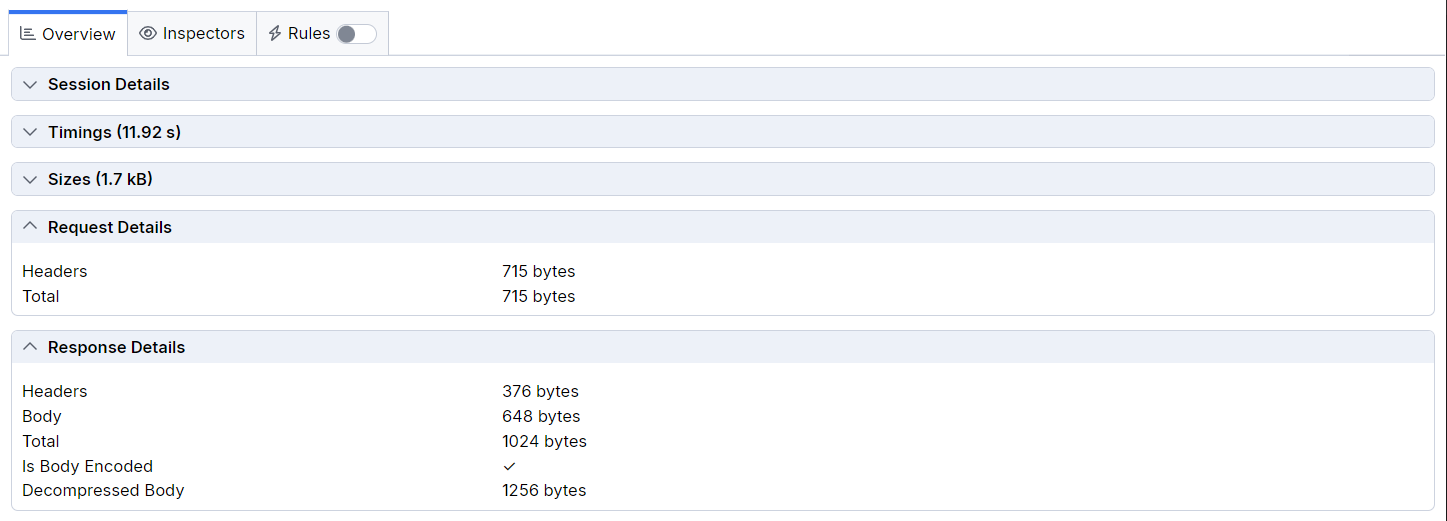 Overview Inspectors Rules
Session Details
Timings (11.92 s)
Sizes (1.7 kB)
Request Details
Headers 715 bytes
Total 715 bytes
Response Details
Headers 376 bytes
Body 648 bytes
Total 1024 bytes
Is Body Encoded ✓
Decompressed Body 1256 bytes